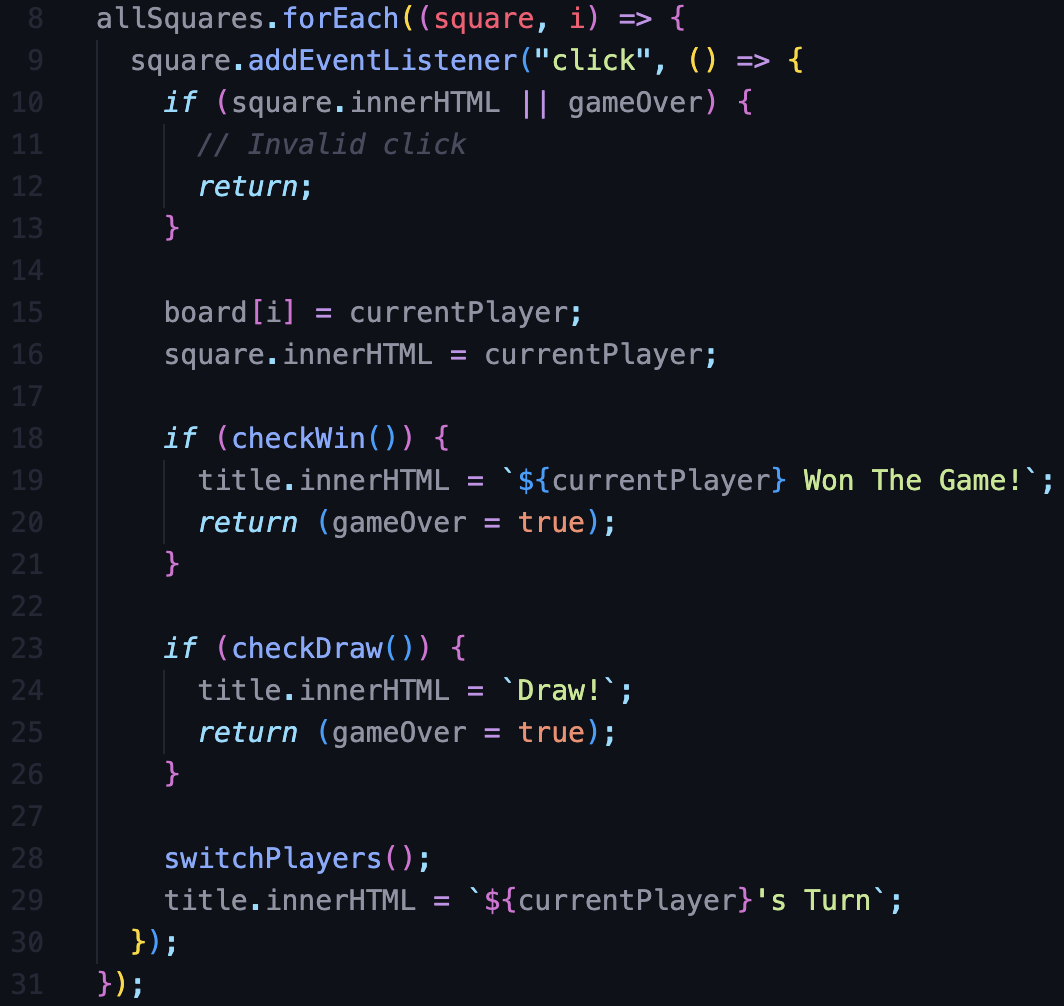 8 allSquares.forEach((square, i) => {
9 square.addEventListener("click", () => {
10 if (square.innerHTML || gameOver) {
11 // Invalid click
12 return;
13 }
14
15 board[i] = currentPlayer;
16 square.innerHTML = currentPlayer;
17
18 if (checkWin()) {
19 title.innerHTML = `${currentPlayer} Won The Game!`;
20 return (gameOver = true);
21 }
22
23 if (checkDraw()) {
24 title.innerHTML = `Draw!`;
25 return (gameOver = true);
26 }
27
28 switchPlayers();
29 title.innerHTML = `${currentPlayer}'s Turn`;
30 });
31 });